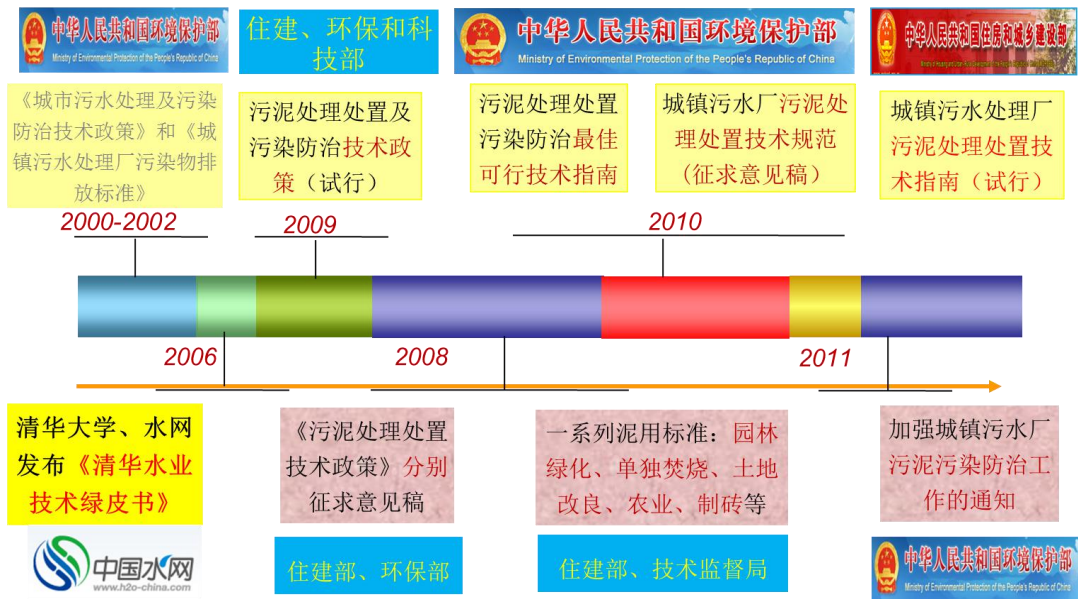 中华人民共和国环境保护部
Ministry of Environmental Protection of the People's Republic of China
住建、环保和科
技部
中华人民共和国环境保护部
Ministry of Environmental Protection of the People's Republic of China
中华人民共和国住房和城乡建设部
《城市污水处理及污染
防治技术政策》和《城
镇污水处理厂污染物排
放标准》
污泥处理处置及
污染防治技术政
策（试行）
污泥处理处置
污染防治最佳
可行技术指南
城镇污水厂污泥处
理处置技术规范
(征求意见稿）
城镇污水处理厂
污泥处理处置技
术指南（试行）
2000-2002
2009
2010
2006
2008
2011
清华大学、水网
发布《清华水业
技术绿皮书》
《污泥处理处置
技术政策》分别
征求意见稿
一系列泥用标准：园林
绿化、单独焚烧、土地
改良、农业、制砖等
加强城镇污水厂
污泥污染防治工
作的通知
中国水网
www.h2o-china.com
住建部、环保部
住建部、技术监督局
中华人民共和国环境保护部
Ministry of Environmental Protection of the People's Republic of China